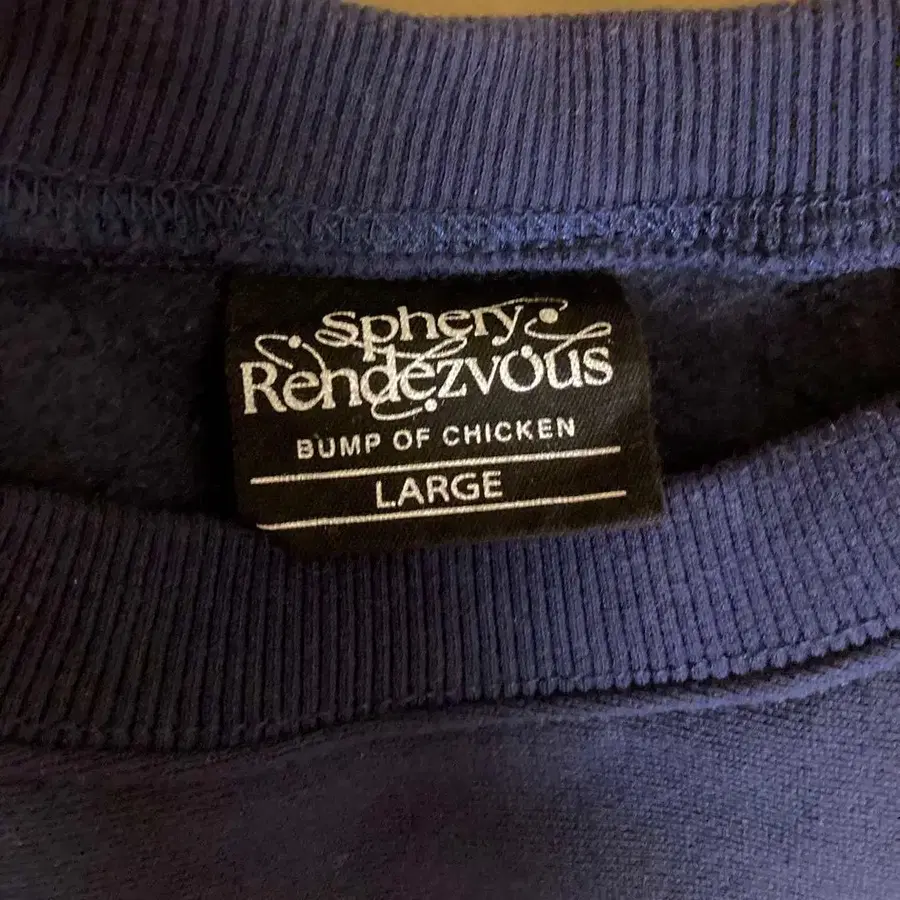 Sphery
Rendezvous
BUMP OF CHICKEN
LARGE